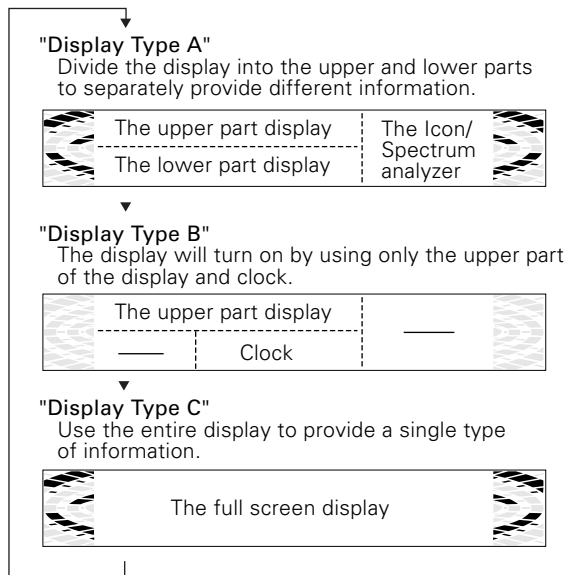 "Display Type A"
Divide the display into the upper and lower parts
to separately provide different information.
The upper part display
The lower part display
The Icon/
Spectrum
analyzer
"Display Type B"
The display will turn on by using only the upper part
of the display and clock.
The upper part display
Clock
"Display Type C"
Use the entire display to provide a single type
of information.
The full screen display